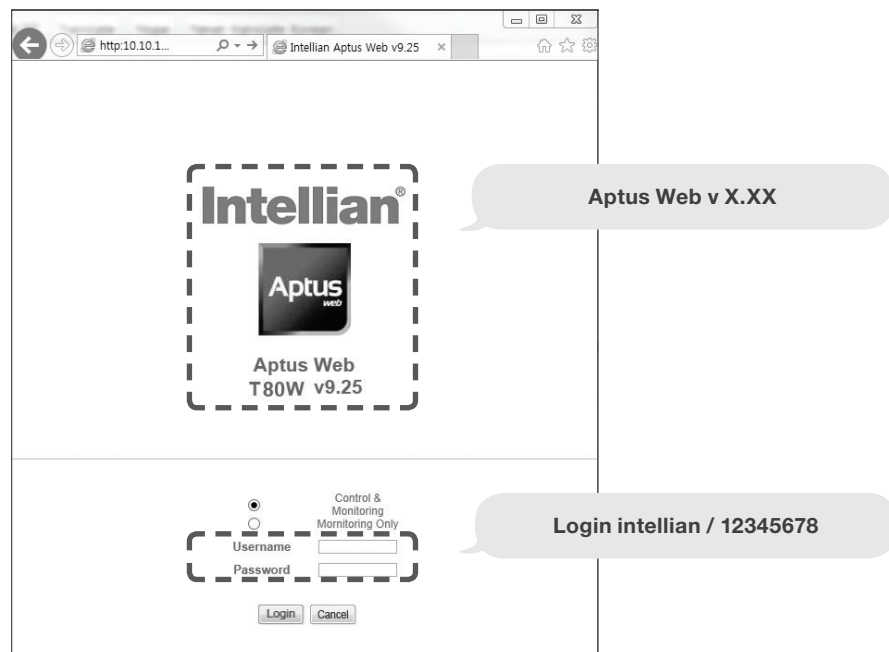 http:10.10.1...
Intellian Aptus Web v9.25
Intellian®
Aptus
web
Aptus Web
T80W v9.25
Aptus Web v X.XX
Control &
Monitoring
Mornitoring Only
Username
Password
Login intellian / 12345678
Login
Cancel